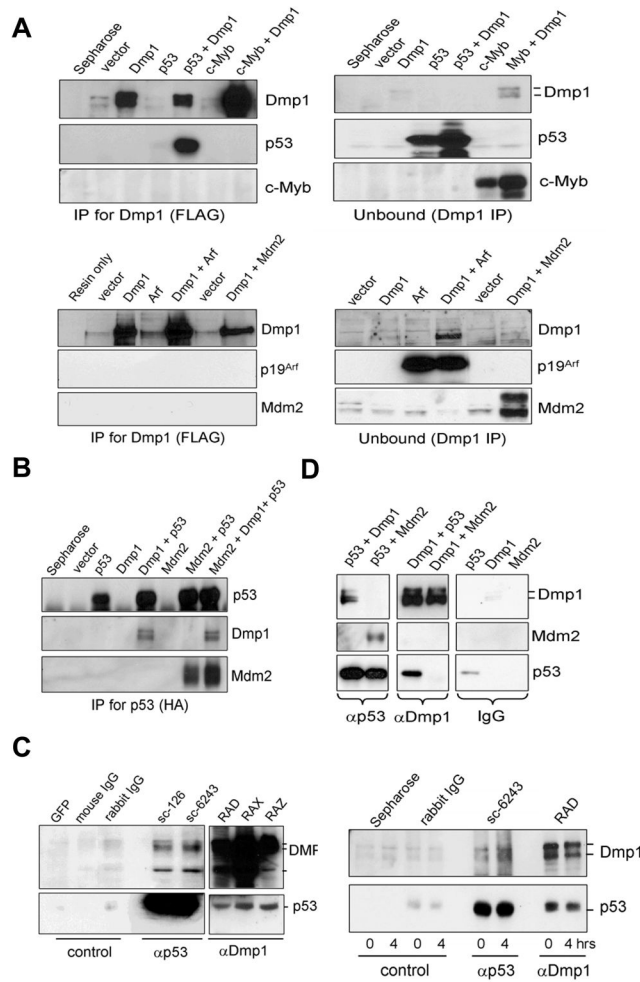 A
Sepharose
vector
Dmp1
p53
p53 + Dmp1
c-Myb
c-Myb + Dmp1
Dmp1
p53
c-Myb
IP for Dmp1 (FLAG)
Sepharose
vector
Dmp1
p53
p53 + Dmp1
c-Myb
Myb + Dmp1
Dmp1
p53
c-Myb
Unbound (Dmp1 IP)
Resin only
vector
Dmp1
Arf
Dmp1 + Arf
vector
Dmp1 + Mdm2
Dmp1
p19Arf
Mdm2
IP for Dmp1 (FLAG)
vector
Dmp1
Arf
Dmp1 + Arf
vector
Dmp1 + Mdm2
Dmp1
p19Arf
Mdm2
Unbound (Dmp1 IP)
B
Sepharose
vector
p53
Dmp1
Dmp1 + p53
Mdm2
Mdm2 + p53
Mdm2 + Dmp1+ p53
p53
Dmp1
Mdm2
IP for p53 (HA)
D
p53 + Dmp1
p53 + Mdm2
Dmp1 + p53
Dmp1 + Mdm2
p53
Dmp1
Mdm2
Dmp1
Mdm2
p53
αp53
αDmp1
IgG
C
GFP
mouse IgG
rabbit IgG
sc-126
sc-6243
RAD
RAX
RAZ
DMP
p53
control
αp53
αDmp1
Sepharose
rabbit IgG
sc-6243
RAD
Dmp1
p53
0 4 0 4 0 4 0 4 hrs
control
αp53
αDmp1